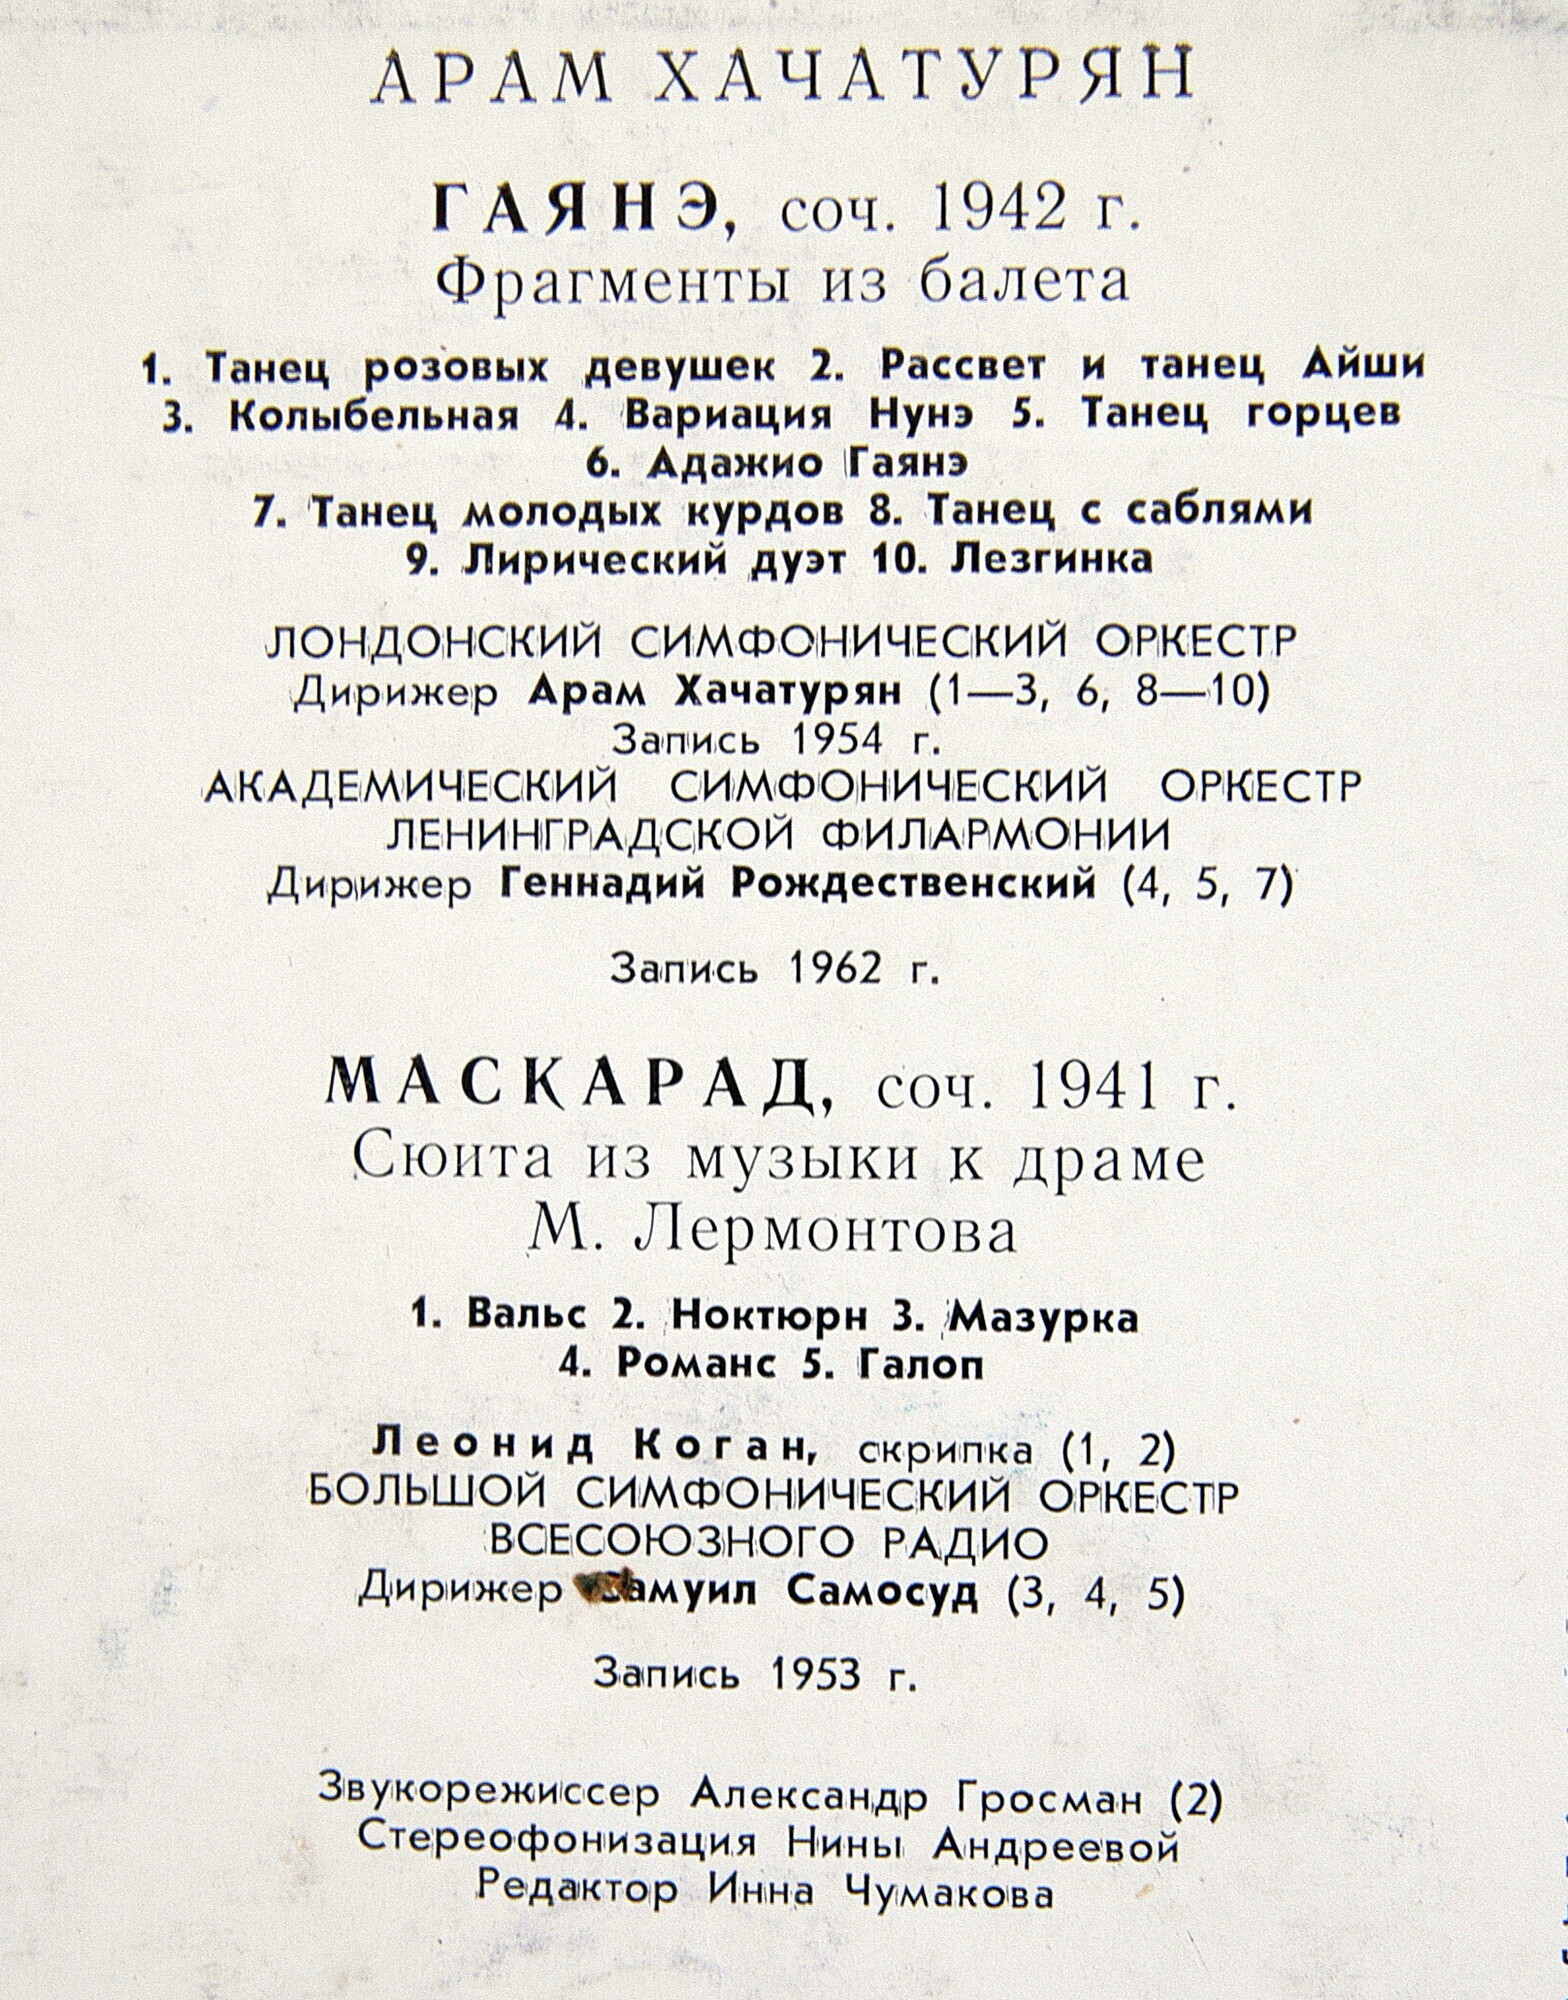 АРАМ ХАЧАТУРЯН
ГАЯНЭ, соч. 1942 г.
Фрагменты из балета
1. Танец розовых девушек 2. Рассвет и танец Айши
3. Колыбельная 4. Вариация Нунэ 5. Танец горцев
6. Адажио Гаянэ
7. Танец молодых курдов 8. Танец с саблями
9. Лирический дуэт 10. Лезгинка
ЛОНДОНСКИЙ СИМФОНИЧЕСКИЙ ОРКЕСТР
Дирижер Арам Хачатурян (1—3, 6, 8—10)
Запись 1954 г.
АКАДЕМИЧЕСКИЙ СИМФОНИЧЕСКИЙ ОРКЕСТР
ЛЕНИНГРАДСКОЙ ФИЛАРМОНИИ
Дирижер Геннадий Рождественский (4, 5, 7)
Запись 1962 г.
МАСКАРАД, соч. 1941 г.
Сюита из музыки к драме
М. Лермонтова
1. Вальс 2. Ноктюрн 3. Мазурка
4. Романс 5. Галоп
Леонид Коган, скрипка (1, 2)
БОЛЬШОЙ СИМФОНИЧЕСКИЙ ОРКЕСТР
ВСЕСОЮЗНОГО РАДИО
Дирижер Самуил Самосуд (3, 4, 5)
Запись 1953 г.
Звукорежиссер Александр Гросман (2)
Стереофонизация Нины Андреевой
Редактор Инна Чумакова